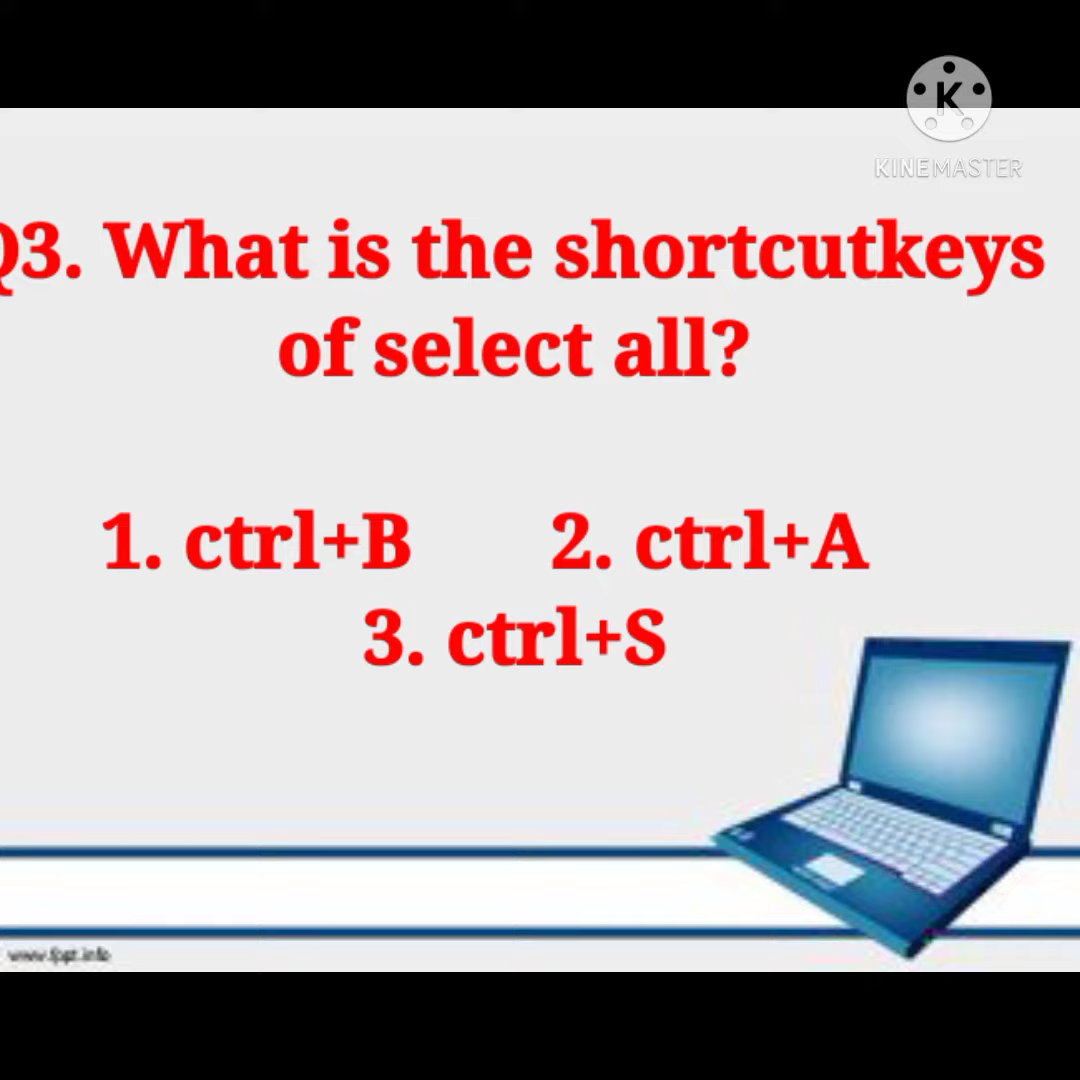 K
KINEMASTER
Q3. What is the shortcutkeys
of select all?
1. ctrl+B 2. ctrl+A
3. ctrl+S
www.fppt.info